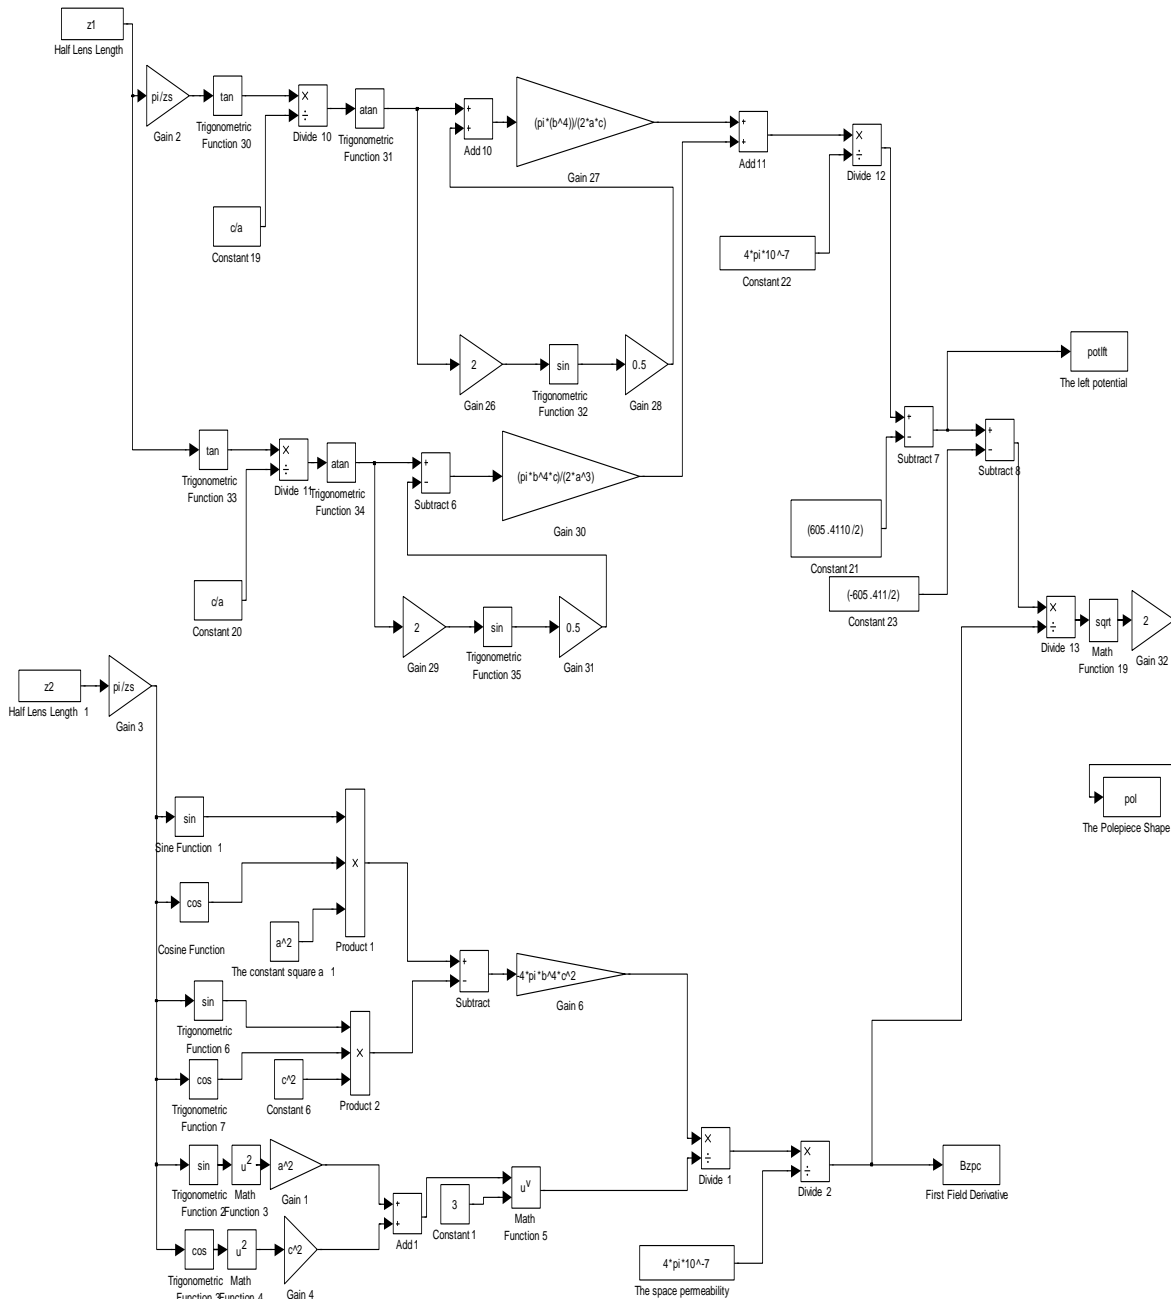 z1
Half Lens Length
pi/zs
Gain 2
tan
Trigonometric
Function 30
×
÷
Divide 10
atan
Trigonometric
Function 31
c/a
Constant 19
+
+
Add 10
(pi*(b^4))/(2*a*c)
Gain 27
+
+
Add 11
×
÷
Divide 12
4*pi*10^-7
Constant 22
2
Gain 26
sin
Trigonometric
Function 32
0.5
Gain 28
potlft
The left potential
+
−
Subtract 7
+
−
Subtract 8
tan
Trigonometric
Function 33
×
÷
Divide 11
atan
Trigonometric
Function 34
+
−
Subtract 6
(pi*b^4*c)/(2*a^3)
Gain 30
c/a
Constant 20
2
Gain 29
sin
Trigonometric
Function 35
0.5
Gain 31
(605.4110/2)
Constant 21
(-605.411/2)
Constant 23
×
÷
Divide 13
sqrt
Math
Function 19
2
Gain 32
z2
Half Lens Length 1
pi/zs
Gain 3
pol
The Polepiece Shape
sin
Sine Function 1
cos
Cosine Function
a^2
The constant square a 1
×
Product 1
sin
Trigonometric
Function 6
cos
Trigonometric
Function 7
c^2
Constant 6
×
Product 2
+
−
Subtract
-4*pi*b^4*c^2
Gain 6
sin
Trigonometric
Function 2
u^2
Math
Function 3
a^2
Gain 1
cos
Trigonometric
Function 3
u^2
Math
Function 4
c^2
Gain 4
+
+
Add1
3
Constant 1
u^v
Math
Function 5
×
÷
Divide 1
×
÷
Divide 2
4*pi*10^-7
The space permeability
Bzpc
First Field Derivative